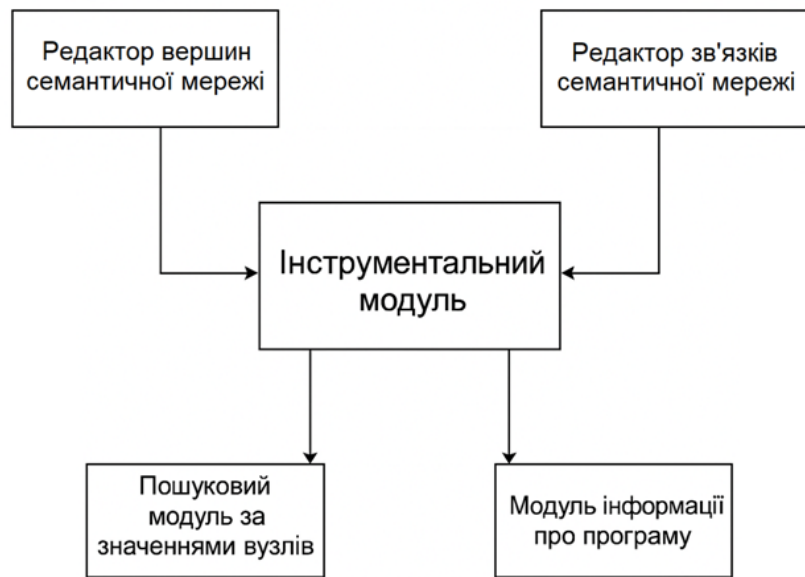 Редактор вершин
семантичної мережі
Редактор зв'язків
семантичної мережі
Інструментальний
модуль
Пошуковий
модуль за
значеннями вузлів
Модуль інформації
про програму